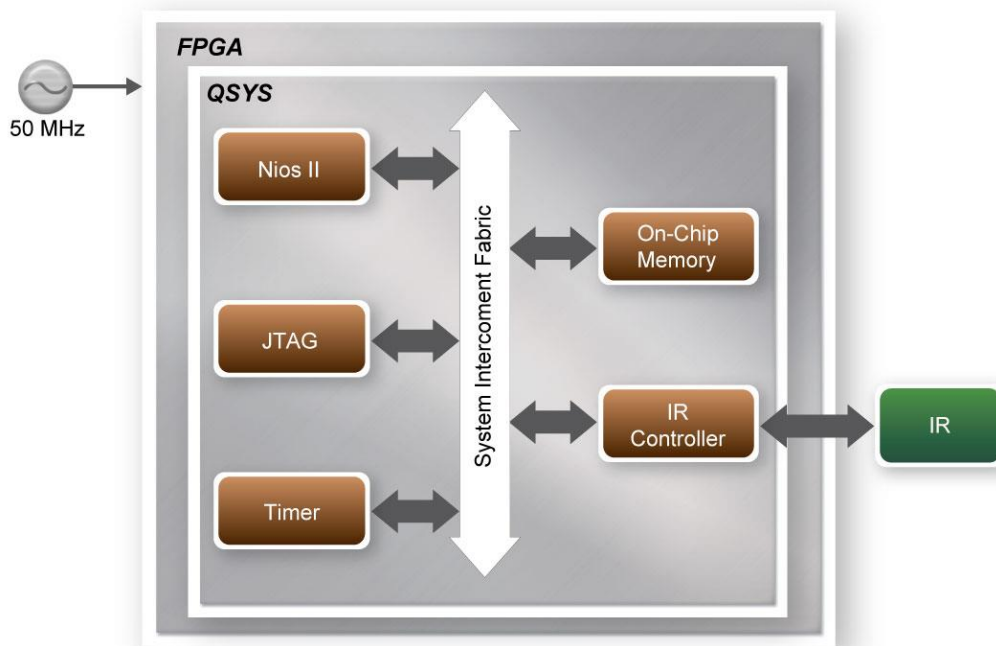 FPGA
QSYS
50 MHz
Nios II
System Intercoment Fabric
On-Chip
Memory
JTAG
IR
Controller
IR
Timer